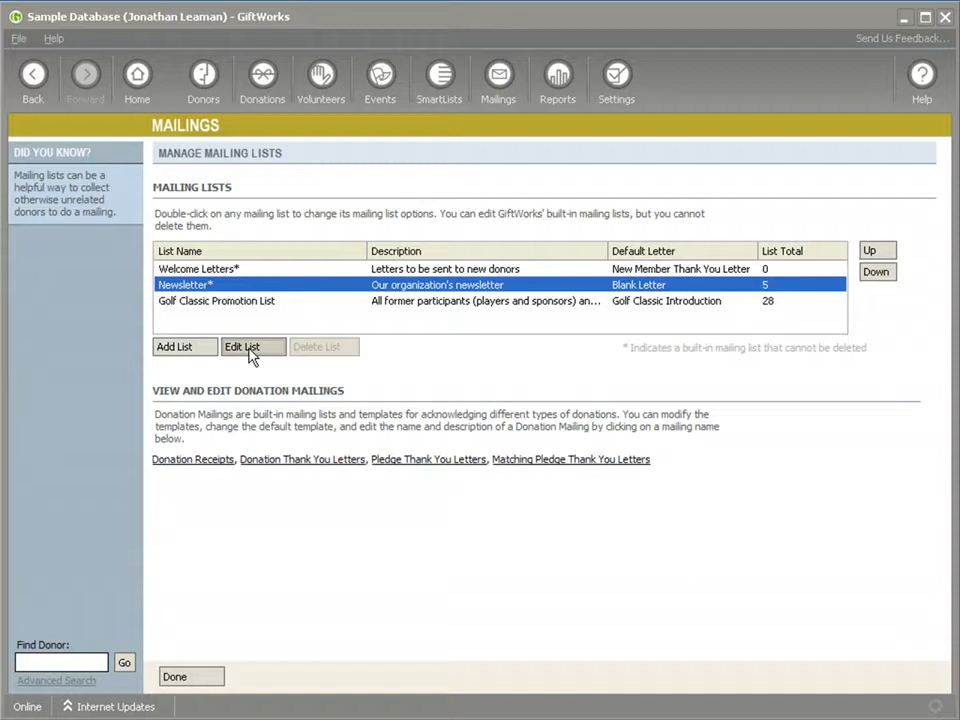 Sample Database (Jonathan Leaman) - GiftWorks
File Help Send Us Feedback...
Back Forward Home Donors Donations Volunteers Events SmartLists Mailings Reports Settings Help
MAILINGS
DID YOU KNOW?
Mailing lists can be a
helpful way to collect
otherwise unrelated
donors to do a mailing.
MANAGE MAILING LISTS
MAILING LISTS
Double-click on any mailing list to change its mailing list options. You can edit GiftWorks' built-in mailing lists, but you cannot
delete them.
List Name Description Default Letter List Total
Welcome Letters* Letters to be sent to new donors New Member Thank You Letter 0
Newsletter* Our organization's newsletter Blank Letter 5
Golf Classic Promotion List All former participants (players and sponsors) an... Golf Classic Introduction 28
Up
Down
Add List Edit List Delete List
* Indicates a built-in mailing list that cannot be deleted
VIEW AND EDIT DONATION MAILINGS
Donation Mailings are built-in mailing lists and templates for acknowledging different types of donations. You can modify the
templates, change the default template, and edit the name and description of a Donation Mailing by clicking on a mailing name
below.
Donation Receipts, Donation Thank You Letters, Pledge Thank You Letters, Matching Pledge Thank You Letters
Find Donor:
Go
Advanced Search
Done
Online Internet Updates